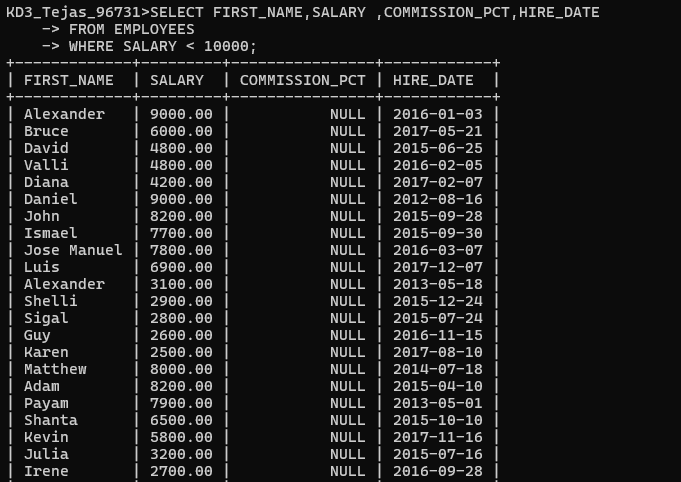 KD3_Tejas_96731>SELECT FIRST_NAME,SALARY ,COMMISSION_PCT,HIRE_DATE
    -> FROM EMPLOYEES
    -> WHERE SALARY < 10000;
+-------------+---------+----------------+------------+
| FIRST_NAME  | SALARY  | COMMISSION_PCT | HIRE_DATE  |
+-------------+---------+----------------+------------+
| Alexander   | 9000.00 |           NULL | 2016-01-03 |
| Bruce       | 6000.00 |           NULL | 2017-05-21 |
| David       | 4800.00 |           NULL | 2015-06-25 |
| Valli       | 4800.00 |           NULL | 2016-02-05 |
| Diana       | 4200.00 |           NULL | 2017-02-07 |
| Daniel      | 9000.00 |           NULL | 2012-08-16 |
| John        | 8200.00 |           NULL | 2015-09-28 |
| Ismael      | 7700.00 |           NULL | 2015-09-30 |
| Jose Manuel | 7800.00 |           NULL | 2016-03-07 |
| Luis        | 6900.00 |           NULL | 2017-12-07 |
| Alexander   | 3100.00 |           NULL | 2013-05-18 |
| Shelli      | 2900.00 |           NULL | 2015-12-24 |
| Sigal       | 2800.00 |           NULL | 2015-07-24 |
| Guy         | 2600.00 |           NULL | 2016-11-15 |
| Karen       | 2500.00 |           NULL | 2017-08-10 |
| Matthew     | 8000.00 |           NULL | 2014-07-18 |
| Adam        | 8200.00 |           NULL | 2015-04-10 |
| Payam       | 7900.00 |           NULL | 2013-05-01 |
| Shanta      | 6500.00 |           NULL | 2015-10-10 |
| Kevin       | 5800.00 |           NULL | 2017-11-16 |
| Julia       | 3200.00 |           NULL | 2015-07-16 |
| Irene       | 2700.00 |           NULL | 2016-09-28 |